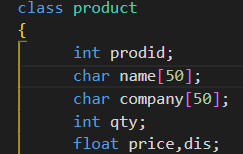 class product
{
int prodid;
char name[50];
char company[50];
int qty;
float price,dis;